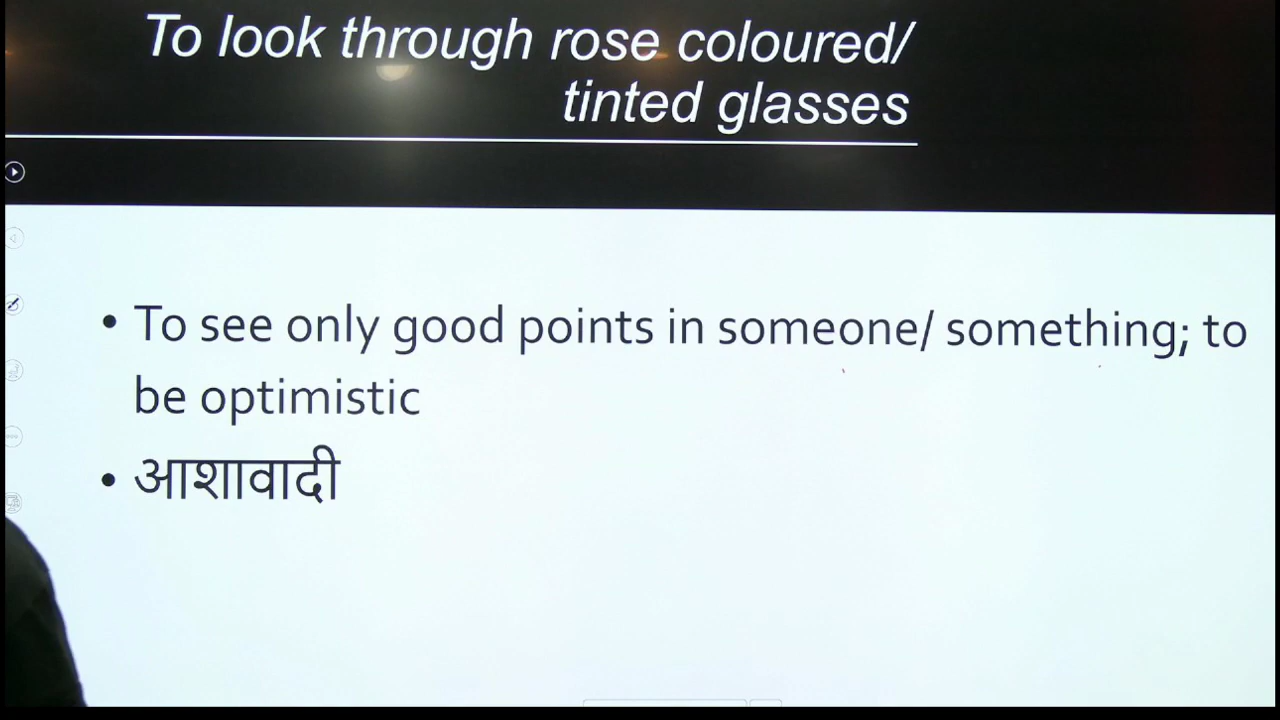 To look through rose coloured/
tinted glasses
• To see only good points in someone/ something; to
be optimistic
• आशावादी